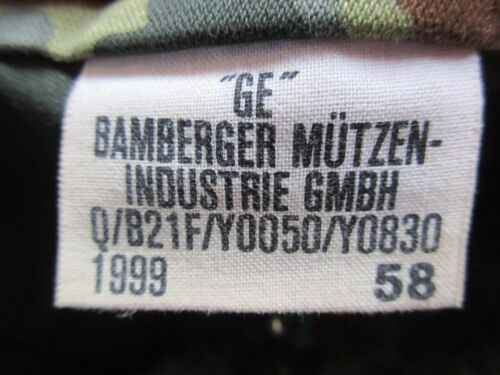 "GE"
BAMBERGER MÜTZEN-
INDUSTRIE GMBH
Q/B21F/Y0050/Y0830
1999 58